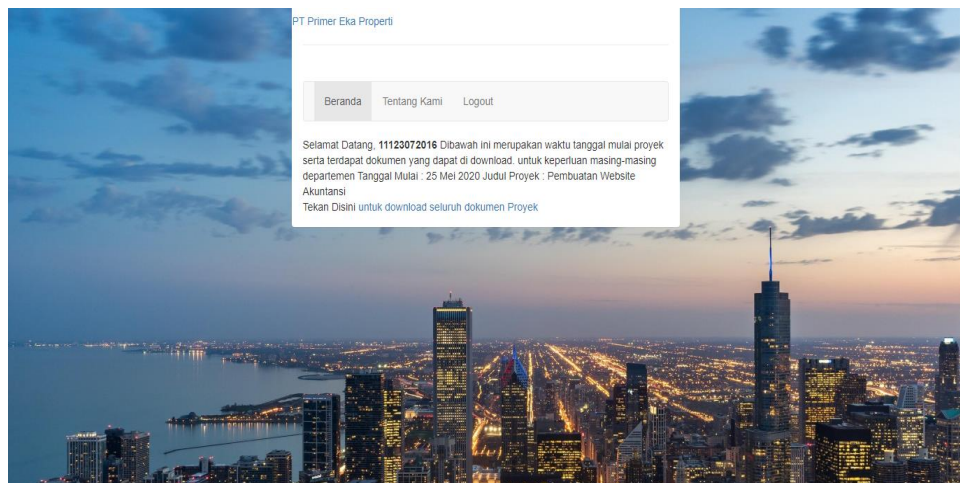 PT Primer Eka Properti
Beranda Tentang Kami Logout
Selamat Datang, 11123072016 Dibawah ini merupakan waktu tanggal mulai proyek
serta terdapat dokumen yang dapat di download. untuk keperluan masing-masing
departemen Tanggal Mulai : 25 Mei 2020 Judul Proyek : Pembuatan Website
Akuntansi
Tekan Disini untuk download seluruh dokumen Proyek